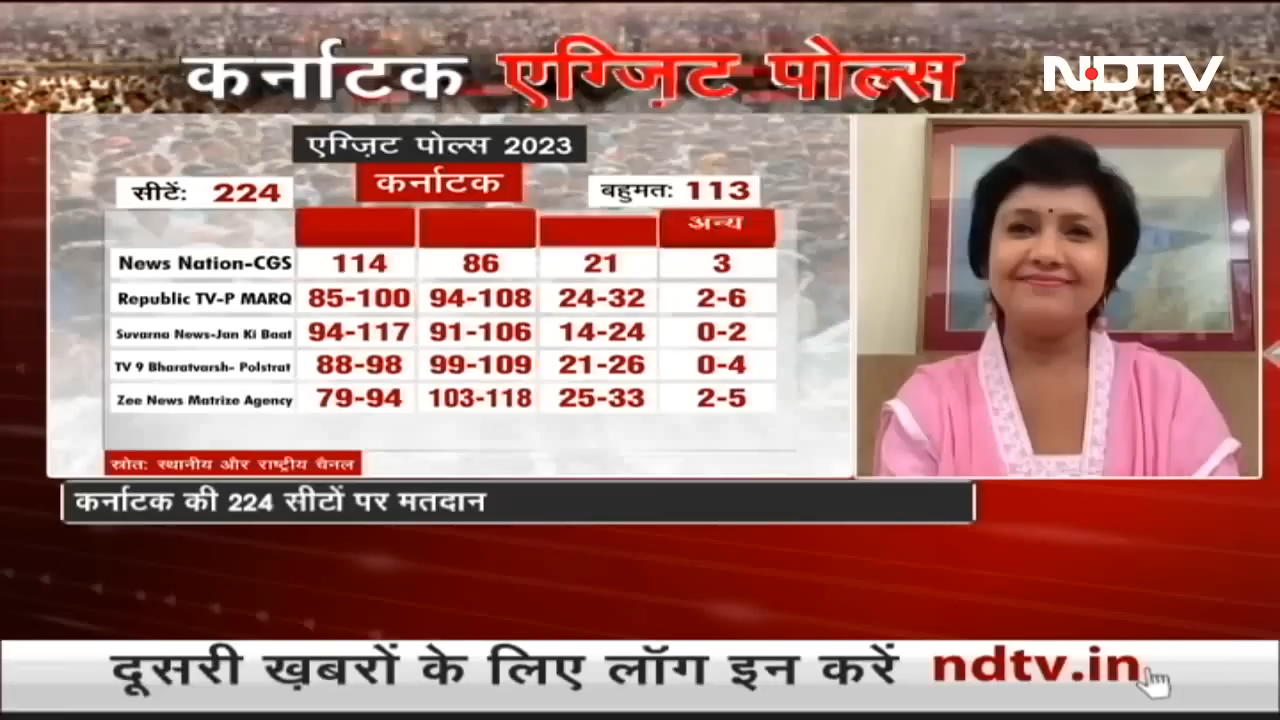 कर्नाटक एग्ज़िट पोल्स
NDTV
एग्ज़िट पोल्स 2023
सीटें: 224
कर्नाटक
बहुमत: 113
अन्य
News Nation-CGS 114 86 21 3
Republic TV-P MARQ 85-100 94-108 24-32 2-6
Suvarna News-Jan Ki Baat 94-117 91-106 14-24 0-2
TV 9 Bharatvarsh- Polstrat 88-98 99-109 21-26 0-4
Zee News Matrize Agency 79-94 103-118 25-33 2-5
स्रोत: स्थानीय और राष्ट्रीय चैनल
कर्नाटक की 224 सीटों पर मतदान
दूसरी ख़बरों के लिए लॉग इन करें ndtv.in